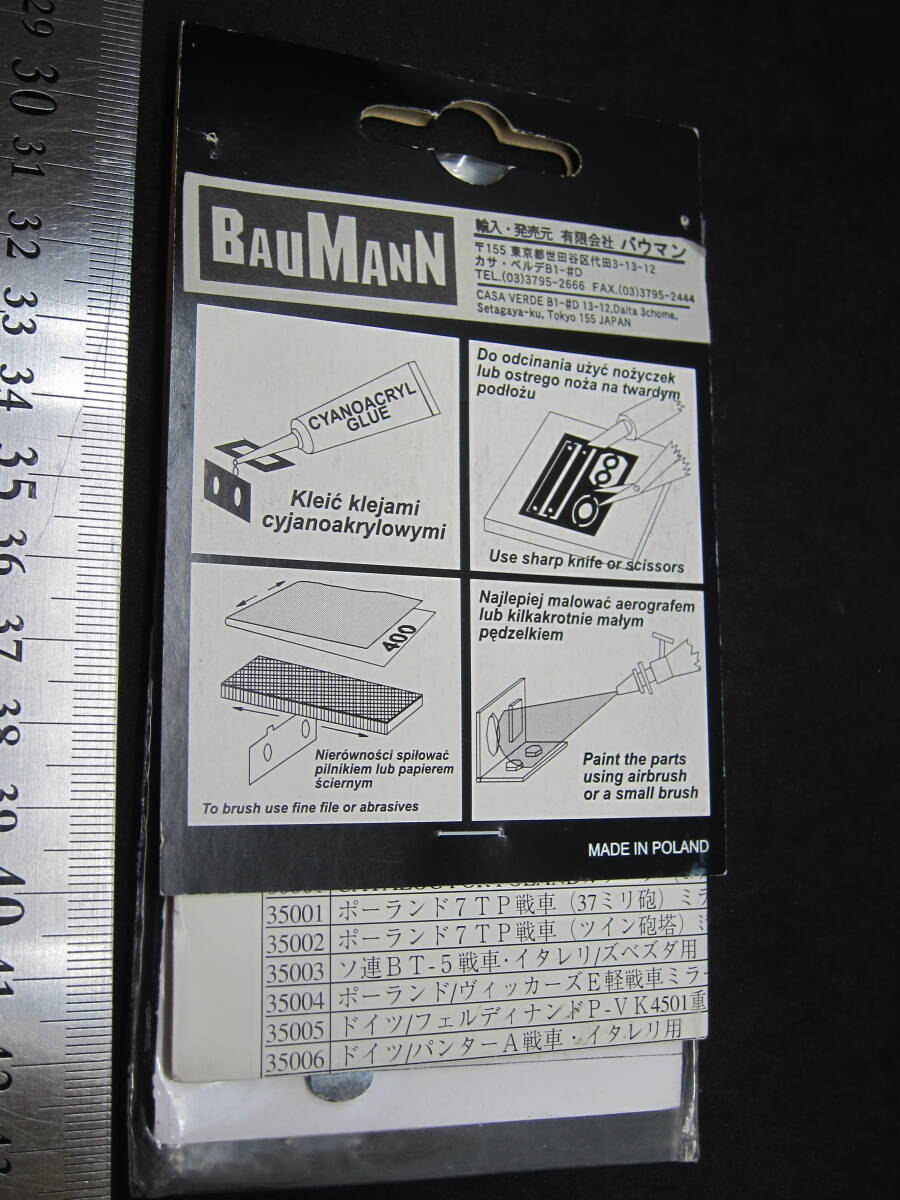 29
30
31
32
33
34
35
36
37
38
39
40
41
BAUMANN
輸入・発売元 有限会社 バウマン
〒155 東京都世田谷区代田3-13-12
カサ・ベルデB1-#D
TEL.(03)3795-2666 FAX.(03)3795-2444
CASA VERDE B1-#D 13-12,Daita 3chome,
Setagaya-ku, Tokyo 155 JAPAN
CYANOACRYL
GLUE
Kleić klejami
cyjanoakrylowymi
Do odcinania użyć nożyczek
lub ostrego noża na twardym
podłożu
Use sharp knife or scissors
400
Nierówności spiłować
pilnikiem lub papierem
ściernym
To brush use fine file or abrasives
Najlepiej malować aerografem
lub kilkakrotnie małym
pędzelkiem
Paint the parts
using airbrush
or a small brush
MADE IN POLAND
35001 ポーランド7TP戦車（37ミリ砲）ミラ
35002 ポーランド7TP戦車（ツイン砲塔）ミ
35003 ソ連BT-5戦車・イタレリ/ズベズダ用
35004 ポーランド/ヴィッカーズE軽戦車ミラー
35005 ドイツ/フェルディナンドP-VK4501重
35006 ドイツ/パンターA戦車・イタレリ用